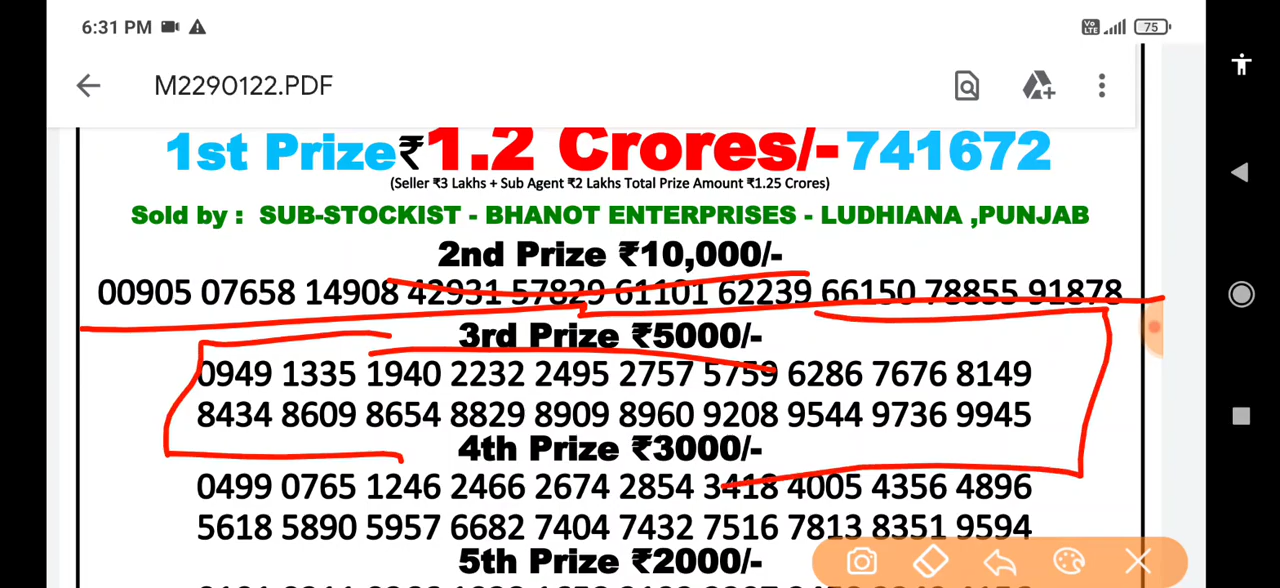 6:31 PM
Vo LTE 75
M2290122.PDF
1st Prize₹1.2 Crores/-741672
(Seller ₹3 Lakhs + Sub Agent ₹2 Lakhs Total Prize Amount ₹1.25 Crores)
Sold by : SUB-STOCKIST - BHANOT ENTERPRISES - LUDHIANA ,PUNJAB
2nd Prize ₹10,000/-
00905 07658 14908 42931 57829 61101 62239 66150 78855 91878
3rd Prize ₹5000/-
0949 1335 1940 2232 2495 2757 5759 6286 7676 8149
8434 8609 8654 8829 8909 8960 9208 9544 9736 9945
4th Prize ₹3000/-
0499 0765 1246 2466 2674 2854 3418 4005 4356 4896
5618 5890 5957 6682 7404 7432 7516 7813 8351 9594
5th Prize ₹2000/-